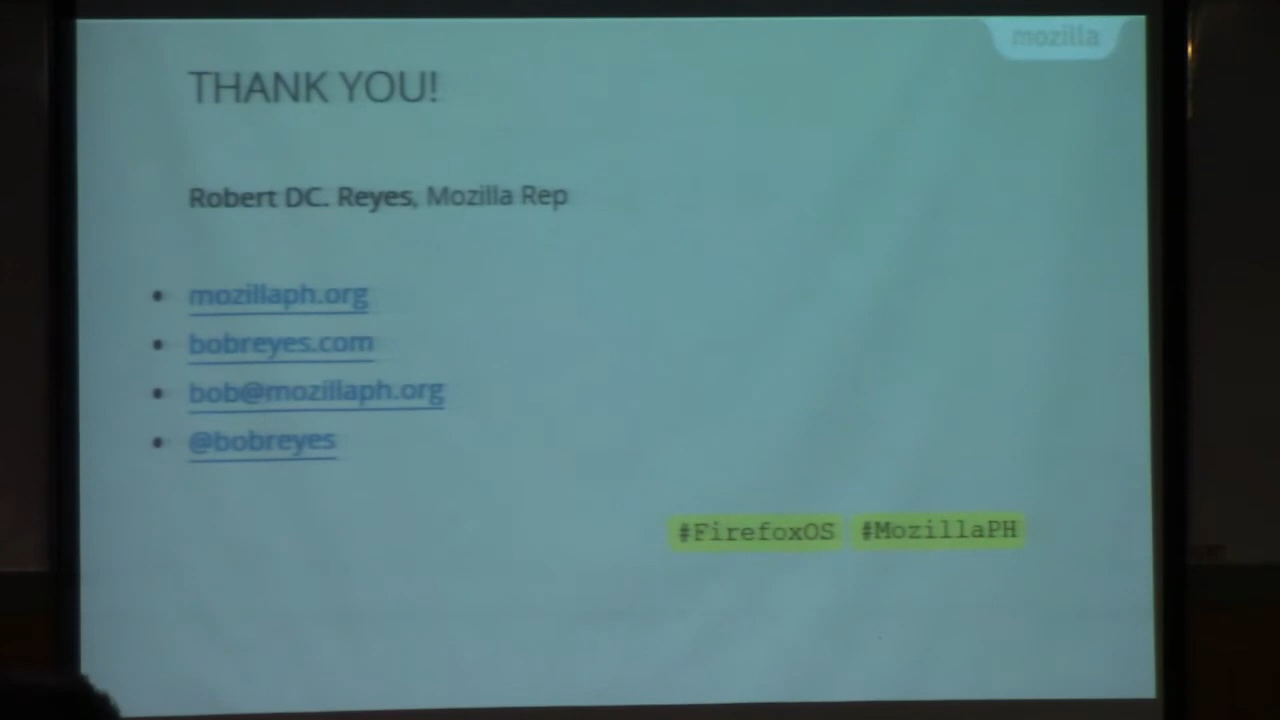 mozilla
THANK YOU!
Robert DC. Reyes, Mozilla Rep
mozillaph.org
bobreyes.com
bob@mozillaph.org
@bobreyes
#FirefoxOS #MozillaPH